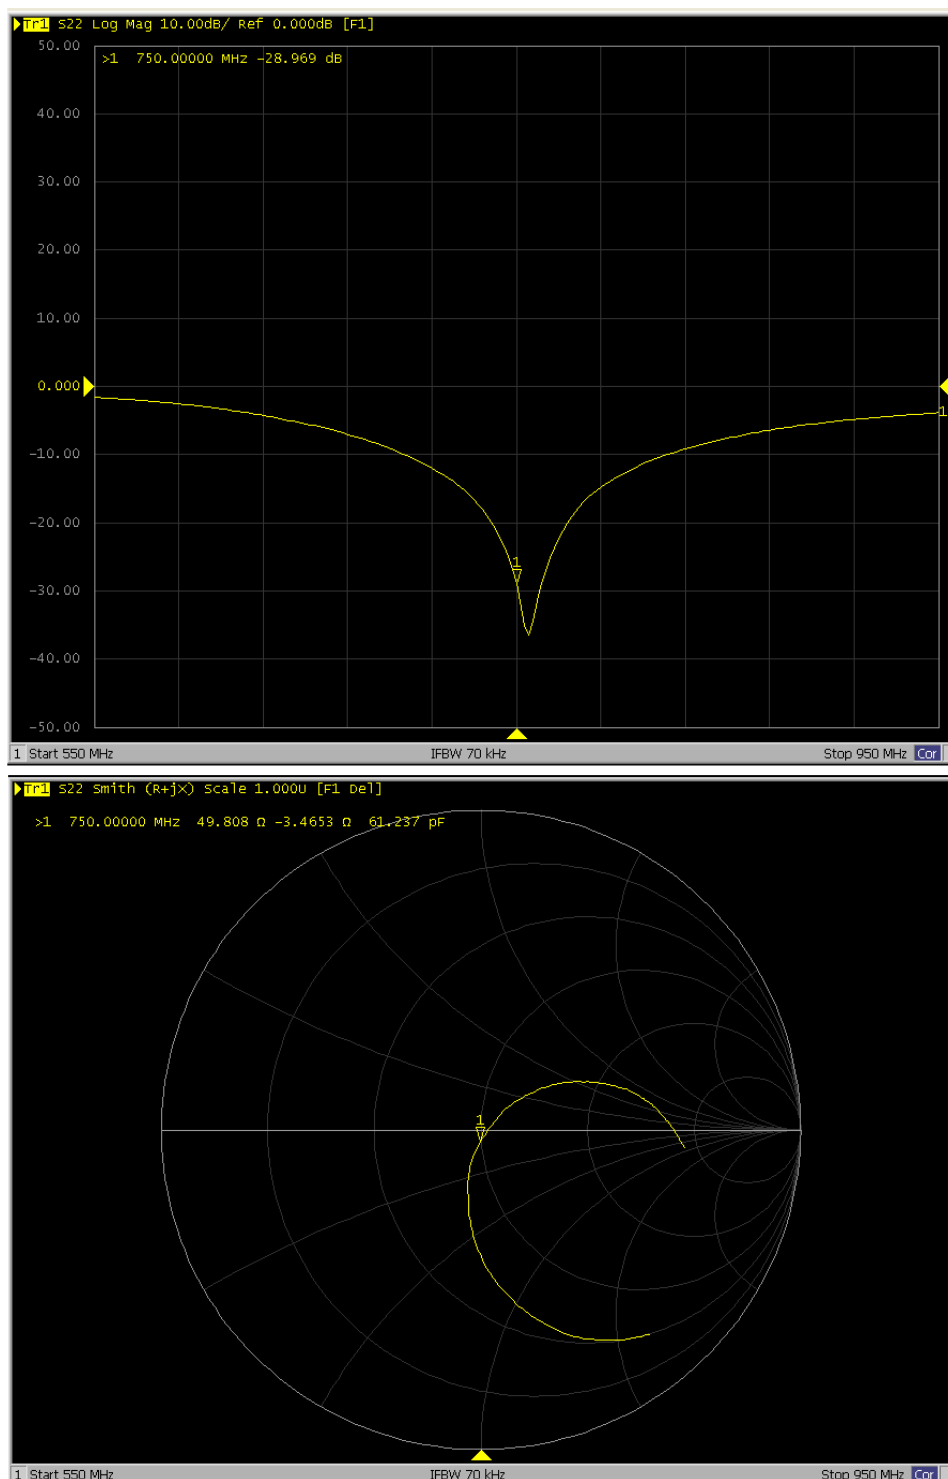 Tr1 S22 Log Mag 10.00dB/ Ref 0.000dB [F1]
50.00
>1 750.00000 MHz -28.969 dB
40.00
30.00
20.00
10.00
0.000
1
-10.00
-20.00
1
-30.00
-40.00
-50.00
1 Start 550 MHz IFBW 70 kHz Stop 950 MHz Cor
Tr1 S22 Smith (R+jX) Scale 1.000U [F1 Del]
>1 750.00000 MHz 49.808 Ω -3.4653 Ω 61.237 pF
1
1 Start 550 MHz IFBW 70 kHz Stop 950 MHz Cor